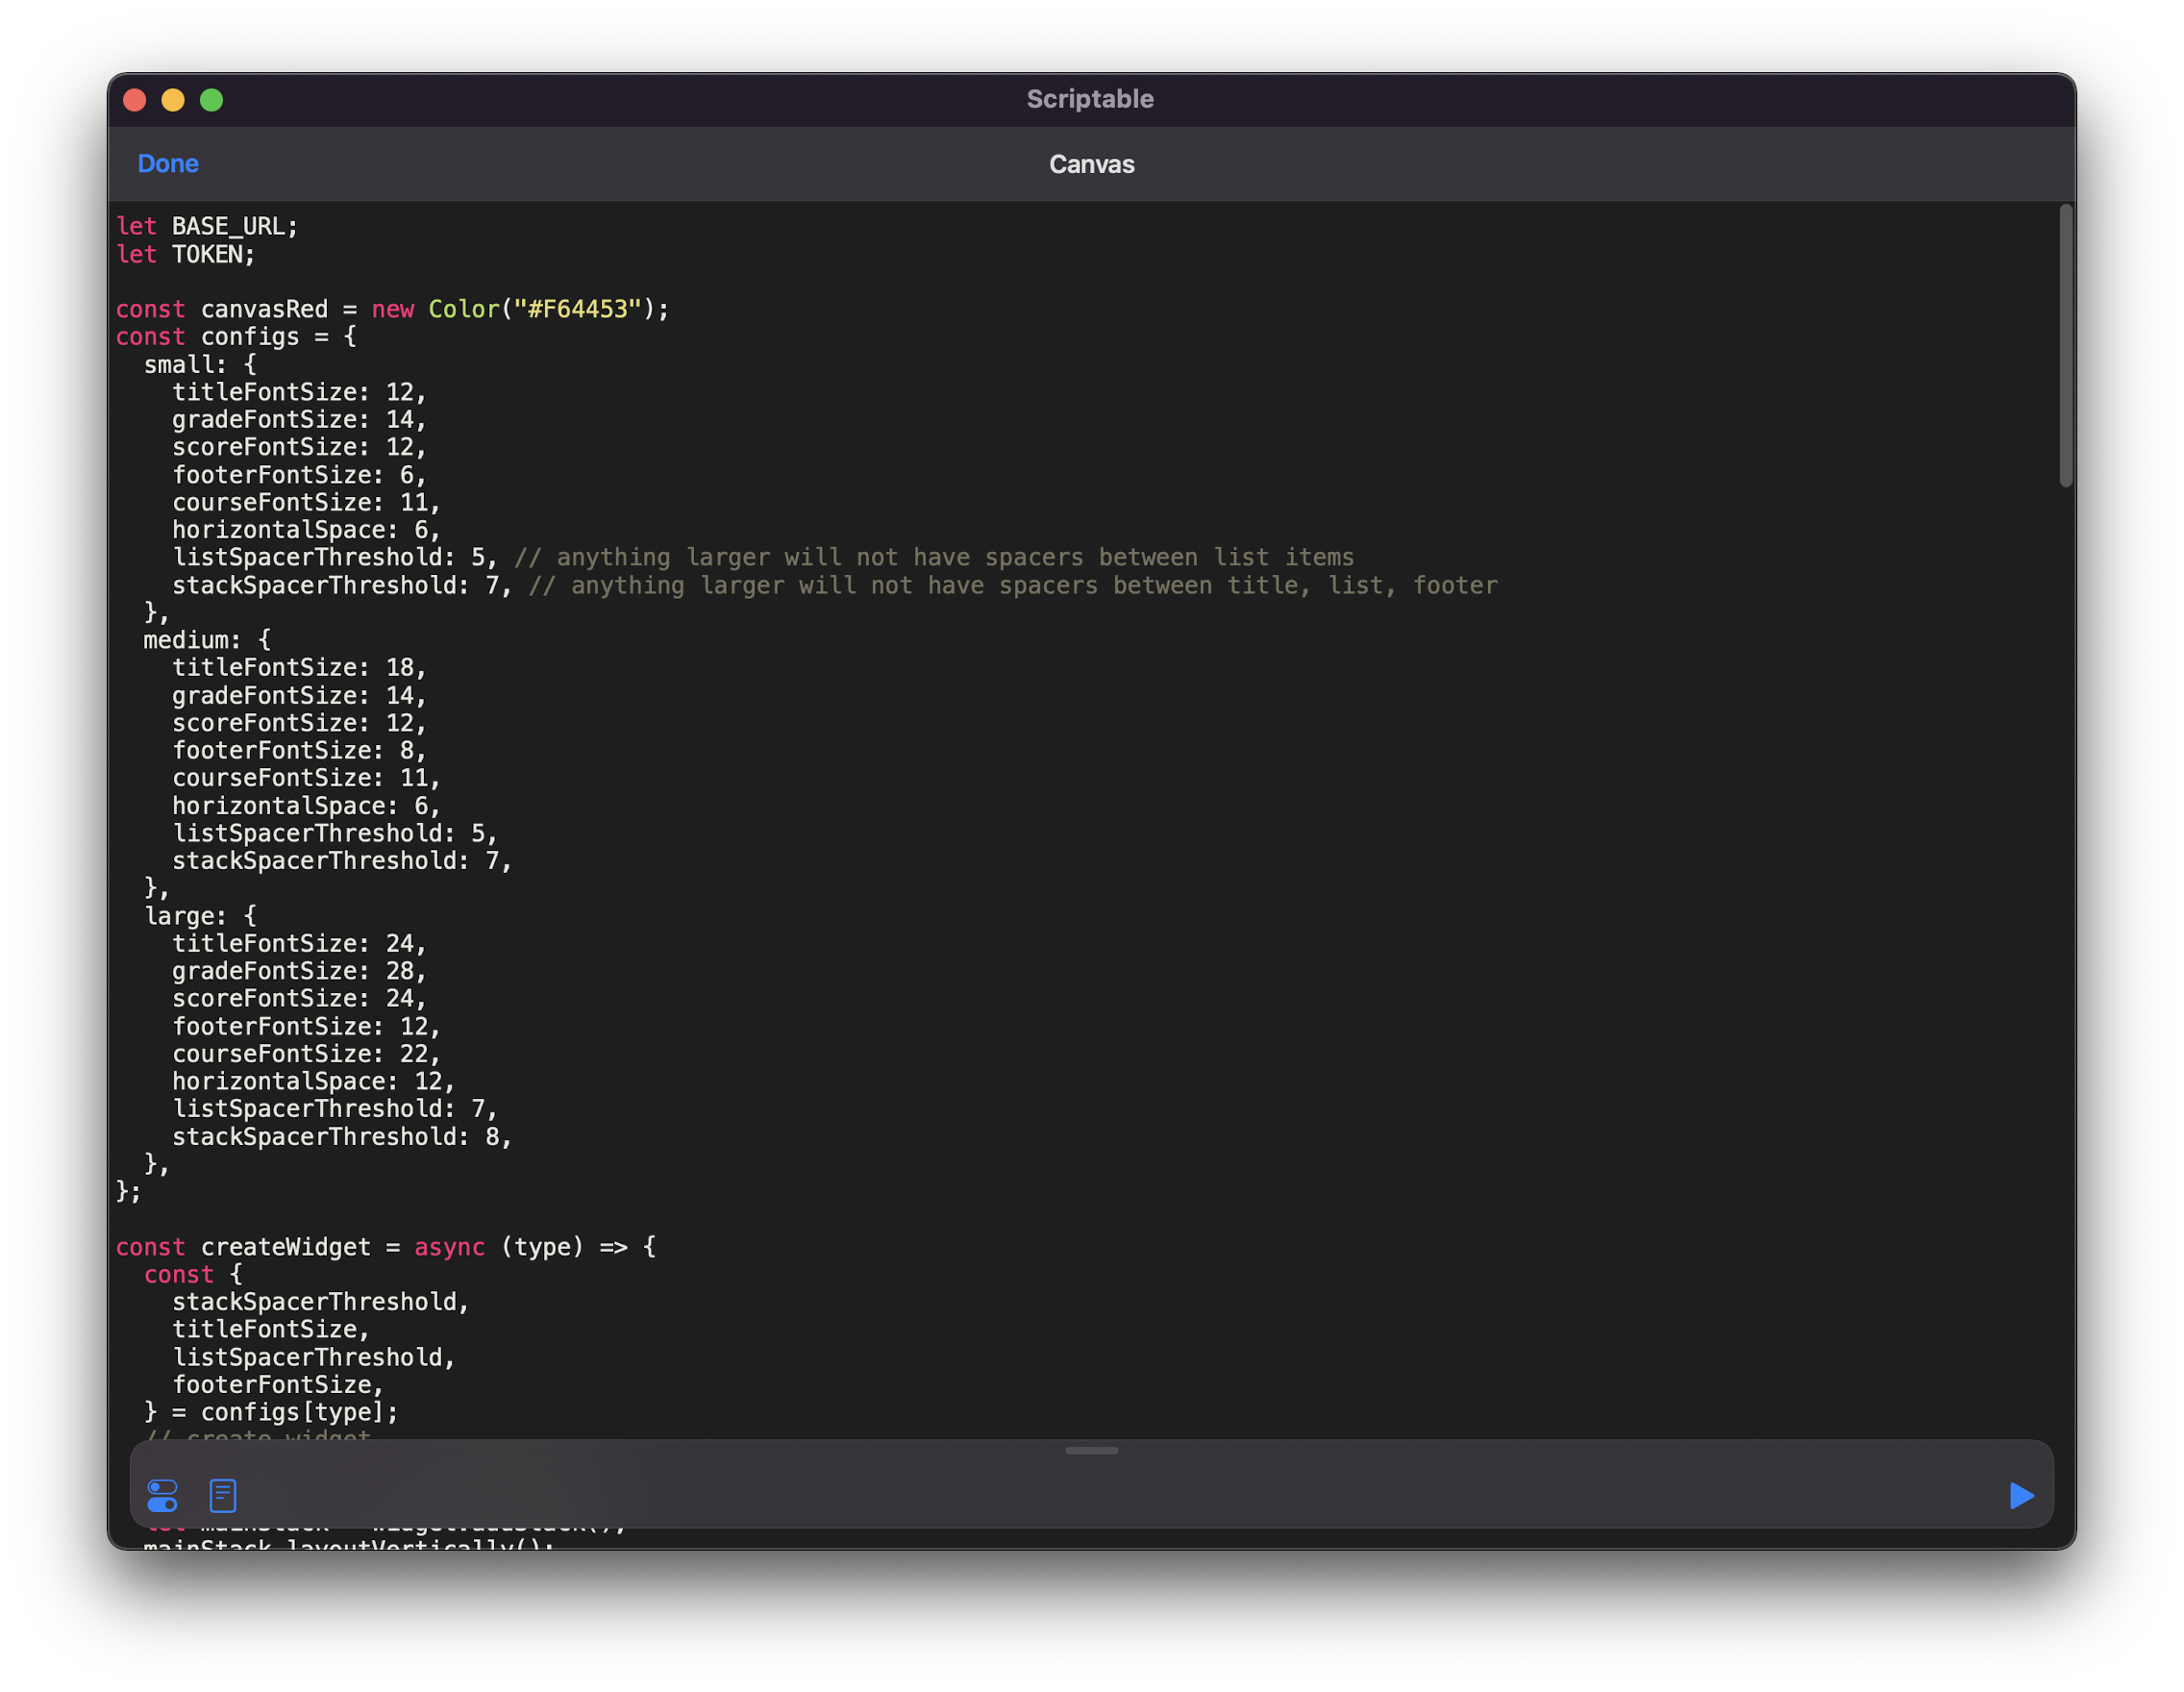 Scriptable
Done
Canvas
let BASE_URL;
let TOKEN;
const canvasRed = new Color("#F64453");
const configs = {
  small: {
    titleFontSize: 12,
    gradeFontSize: 14,
    scoreFontSize: 12,
    footerFontSize: 6,
    courseFontSize: 11,
    horizontalSpace: 6,
    listSpacerThreshold: 5, // anything larger will not have spacers between list items
    stackSpacerThreshold: 7, // anything larger will not have spacers between title, list, footer
  },
  medium: {
    titleFontSize: 18,
    gradeFontSize: 14,
    scoreFontSize: 12,
    footerFontSize: 8,
    courseFontSize: 11,
    horizontalSpace: 6,
    listSpacerThreshold: 5,
    stackSpacerThreshold: 7,
  },
  large: {
    titleFontSize: 24,
    gradeFontSize: 28,
    scoreFontSize: 24,
    footerFontSize: 12,
    courseFontSize: 22,
    horizontalSpace: 12,
    listSpacerThreshold: 7,
    stackSpacerThreshold: 8,
  },
};
const createWidget = async (type) => {
  const {
    stackSpacerThreshold,
    titleFontSize,
    listSpacerThreshold,
    footerFontSize,
  } = configs[type];
  // create widget
  mainStack.layoutVertically();